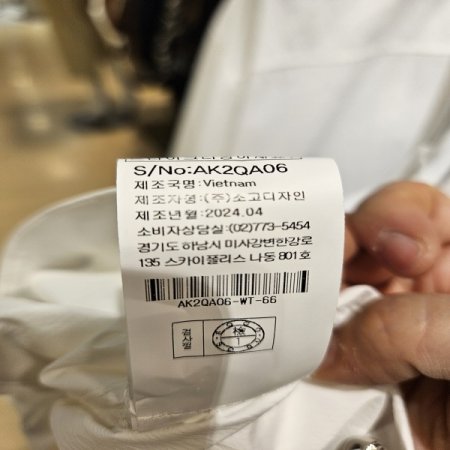 S/No:AK2QA06
제조국명:Vietnam
제조자명:(주)소고디자인
제조년월:2024.04
소비자상담실:(02)773-5454
경기도 하남시 미사강변한강로
135 스카이폴리스 나동 801호
AK2QA06-WT-66
검사필